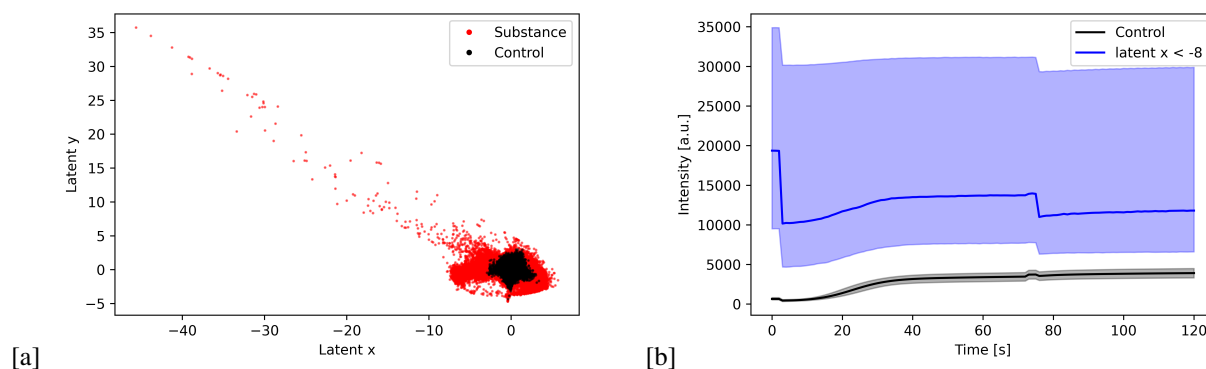 Substance
Control
Latent y
35
30
25
20
15
10
5
0
−5
−40
−30
−20
−10
0
Latent x
[a]
Control
latent x < -8
Intensity [a.u.]
35000
30000
25000
20000
15000
10000
5000
0
0
20
40
60
80
100
120
Time [s]
[b]